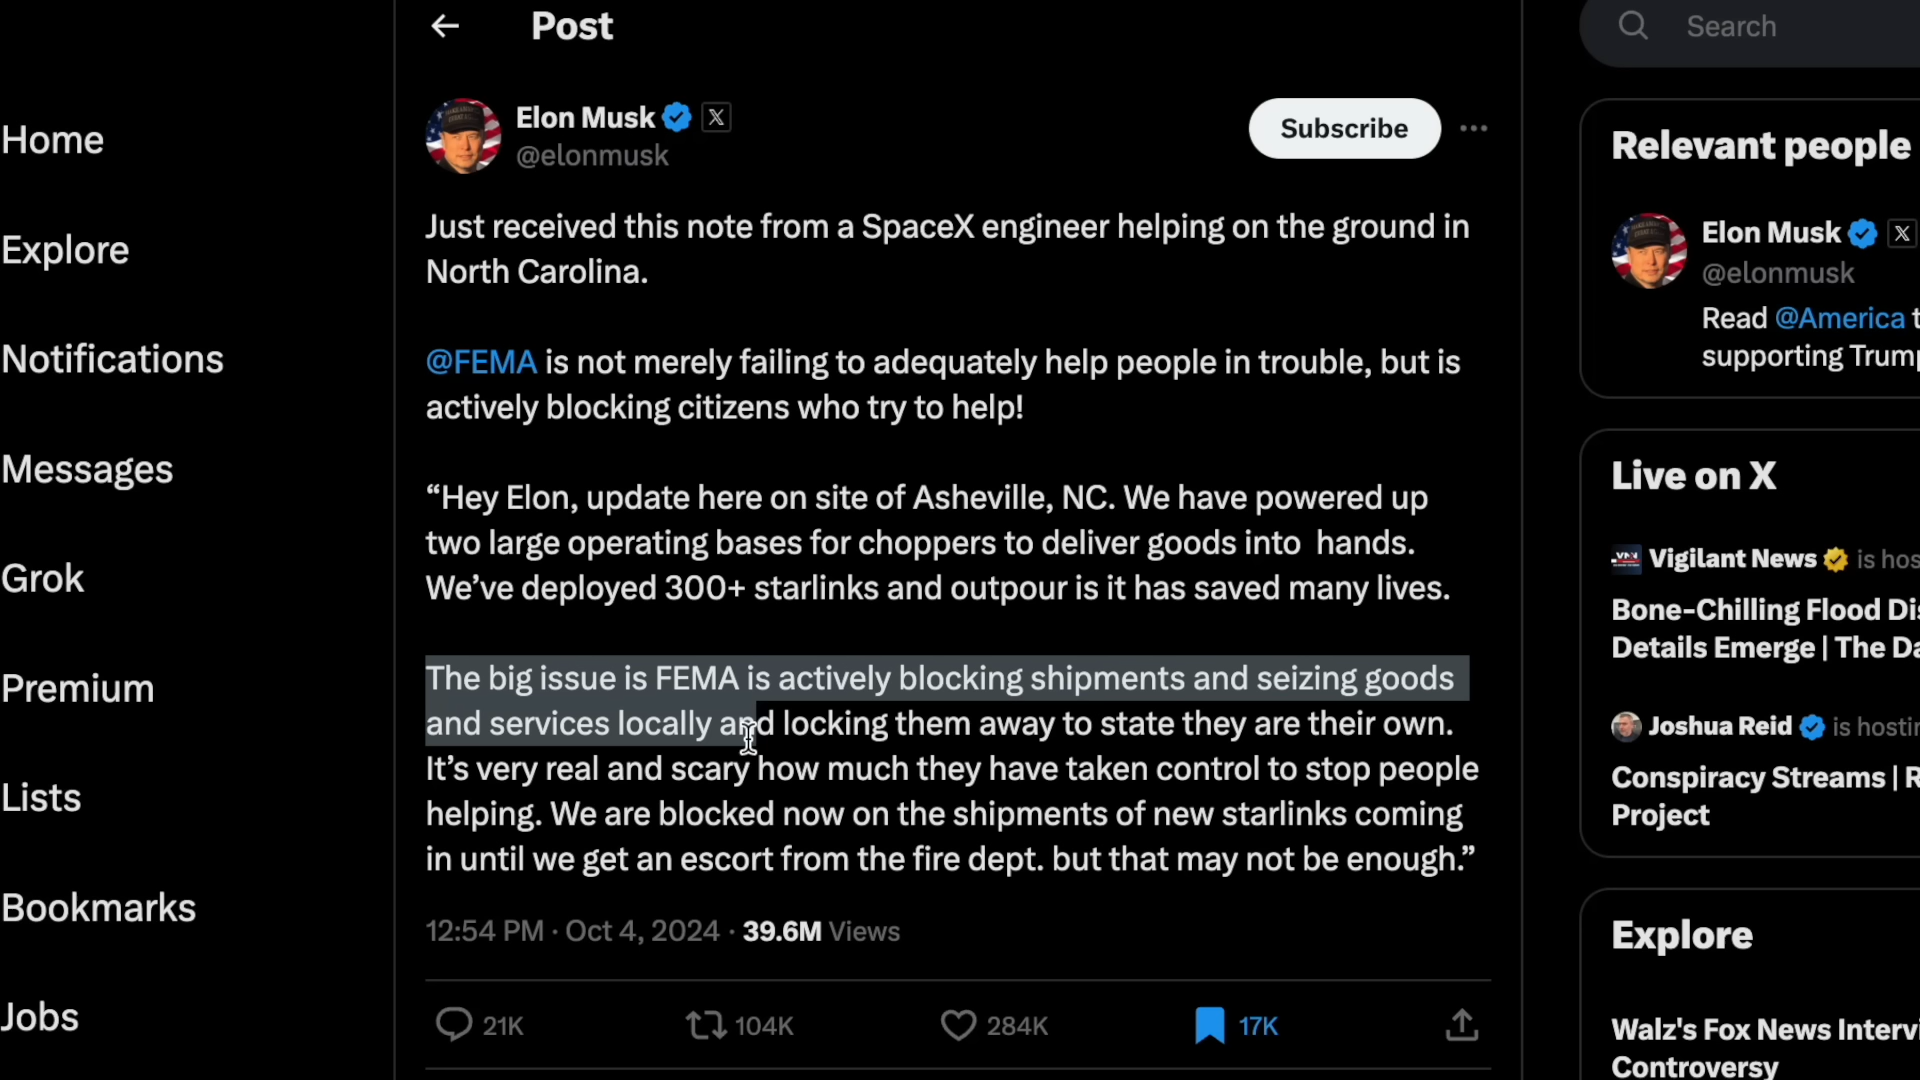 Post
Search
Home
Explore
Notifications
Messages
Grok
Premium
Lists
Bookmarks
Jobs
Elon Musk
@elonmusk
Subscribe
Just received this note from a SpaceX engineer helping on the ground in
North Carolina.
@FEMA is not merely failing to adequately help people in trouble, but is
actively blocking citizens who try to help!
“Hey Elon, update here on site of Asheville, NC. We have powered up
two large operating bases for choppers to deliver goods into  hands.
We’ve deployed 300+ starlinks and outpour is it has saved many lives.
The big issue is FEMA is actively blocking shipments and seizing goods
and services locally and locking them away to state they are their own.
It’s very real and scary how much they have taken control to stop people
helping. We are blocked now on the shipments of new starlinks coming
in until we get an escort from the fire dept. but that may not be enough.”
12:54 PM · Oct 4, 2024 · 39.6M Views
21K 104K 284K 17K
Relevant people
Elon Musk
@elonmusk
Read @America t
supporting Trump
Live on X
VNN
Vigilant News is hos
Bone-Chilling Flood Dis
Details Emerge | The Da
Joshua Reid is hostin
Conspiracy Streams | R
Project
Explore
Walz's Fox News Intervi
Controversy